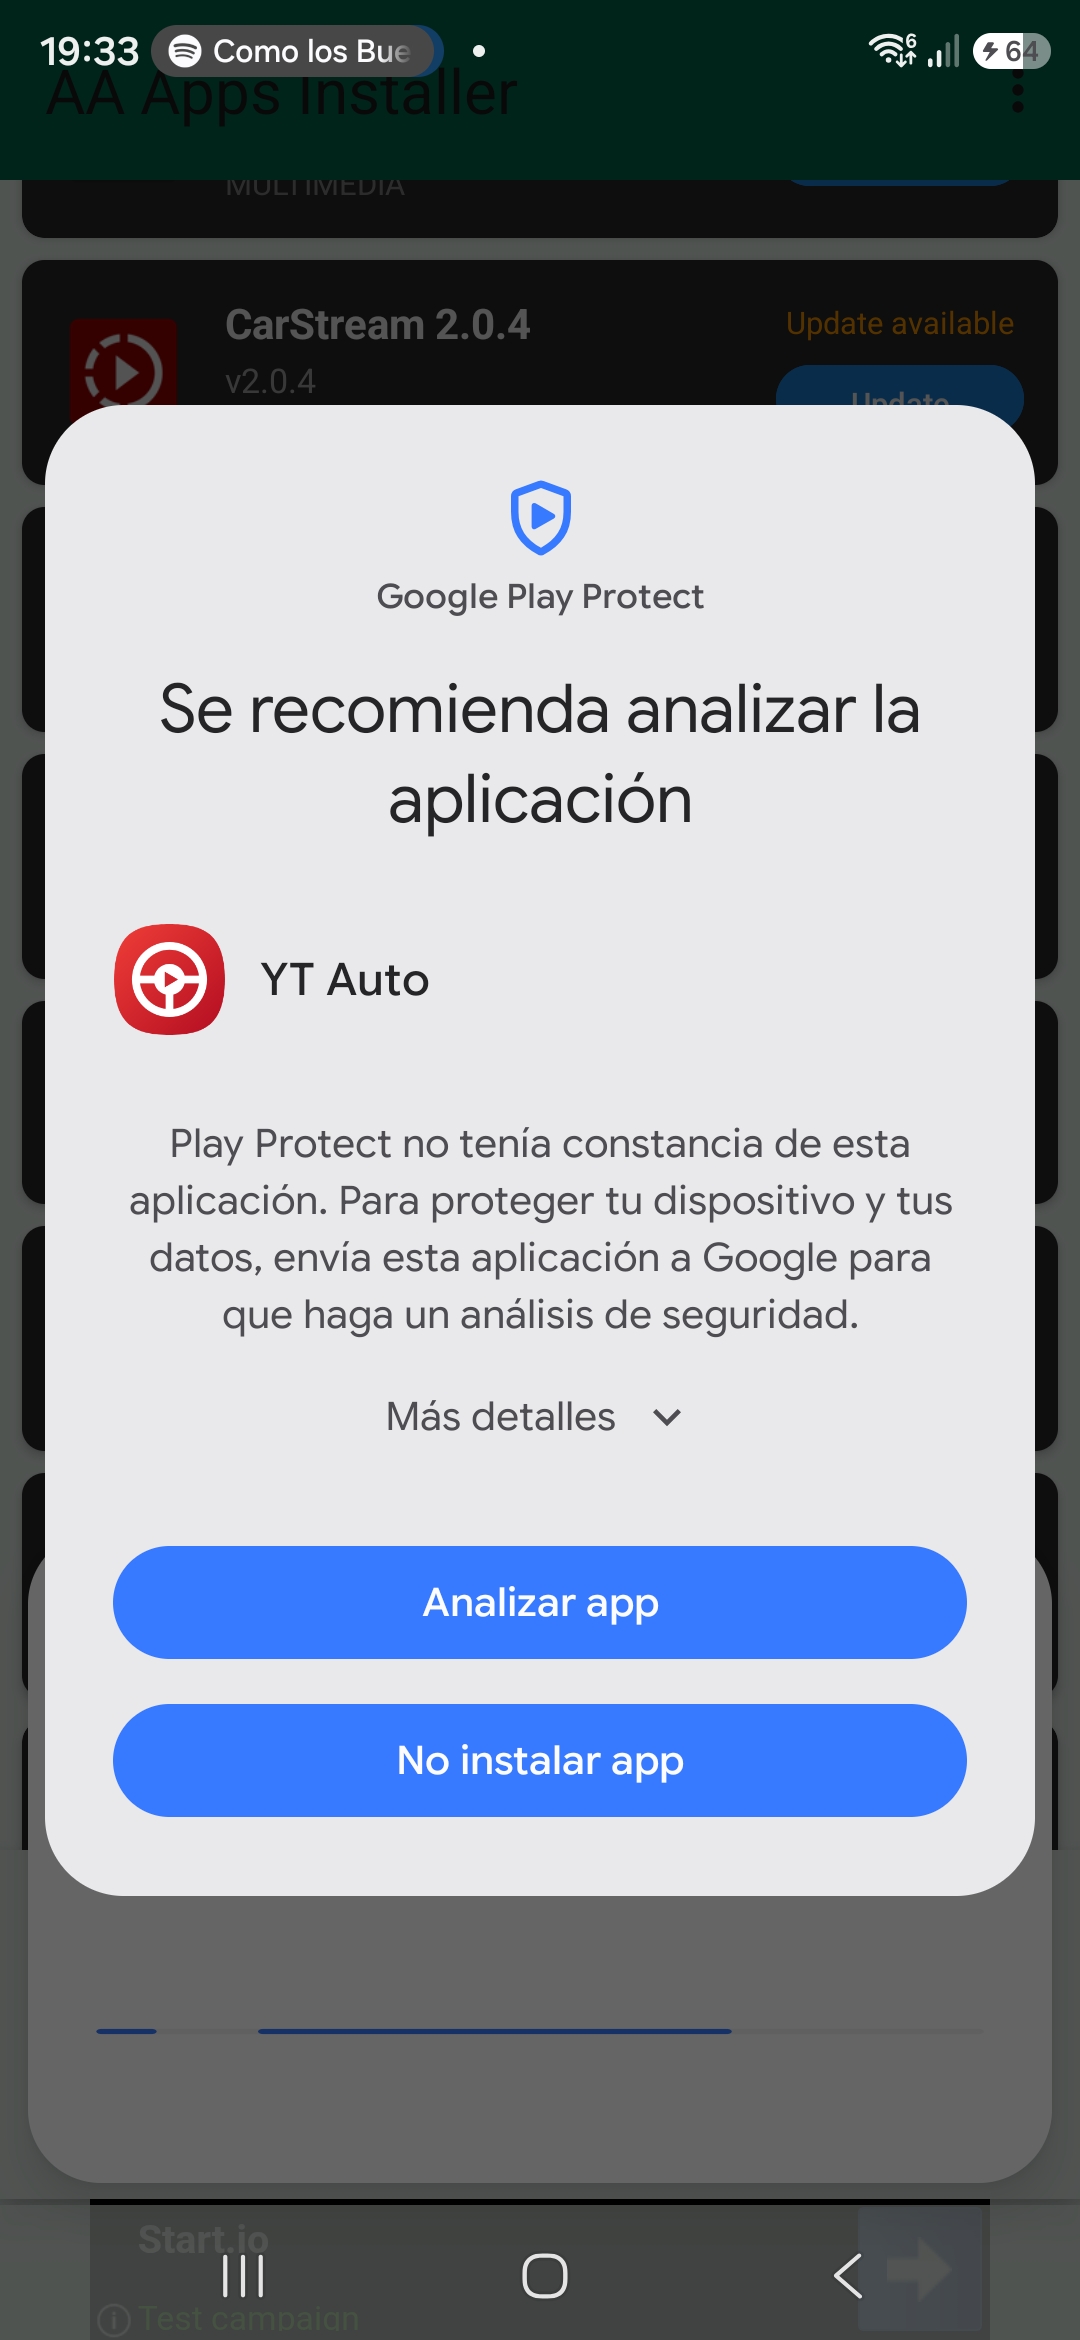 19:33 Como los Bue 6 64
AA Apps Installer
MULTIMEDIA
CarStream 2.0.4
Update available
v2.0.4
Update
Google Play Protect
Se recomienda analizar la
aplicación
YT Auto
Play Protect no tenía constancia de esta
aplicación. Para proteger tu dispositivo y tus
datos, envía esta aplicación a Google para
que haga un análisis de seguridad.
Más detalles
Analizar app
No instalar app
Start.io
Test campaign